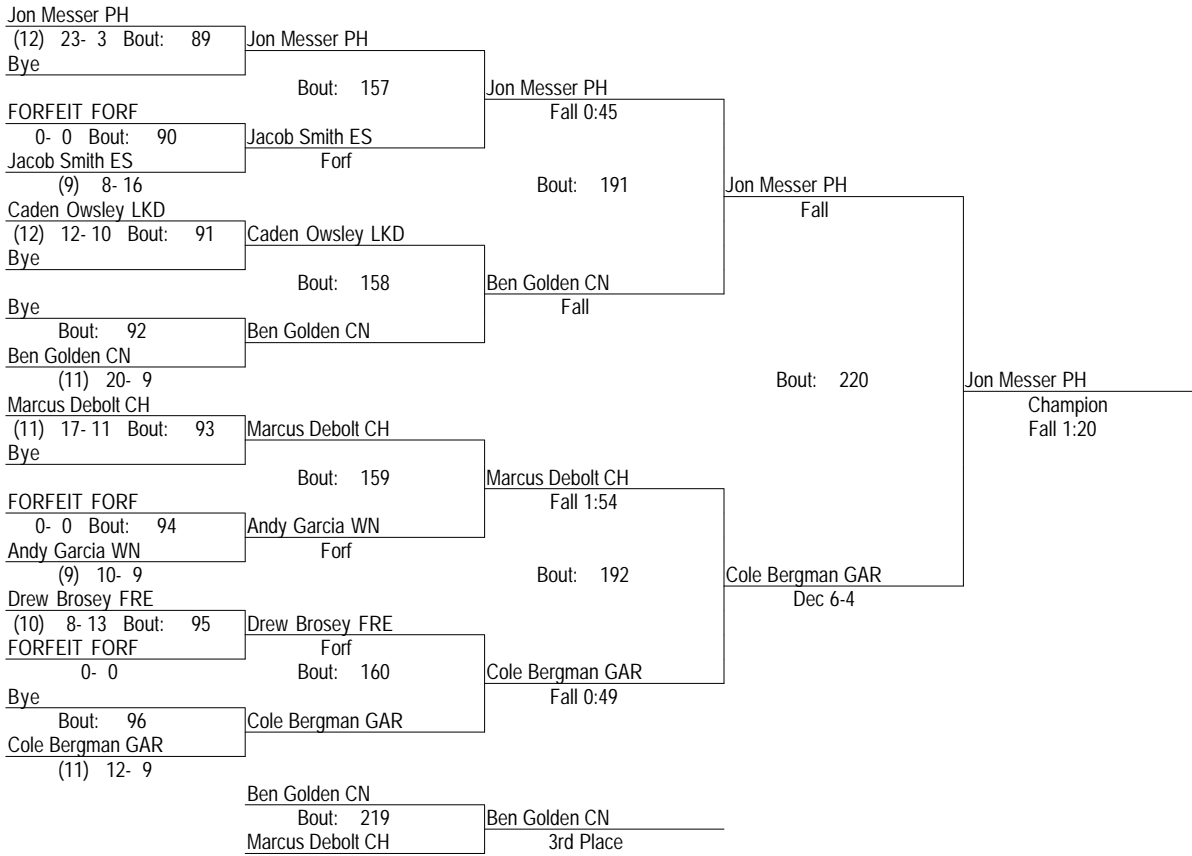 Jon Messer PH
(12) 23- 3 Bout: 89
Bye
Jon Messer PH
Bout: 157
FORFEIT FORF
0- 0 Bout: 90
Jacob Smith ES
(9) 8- 16
Jacob Smith ES
Forf
Jon Messer PH
Fall 0:45
Bout: 191
Caden Owsley LKD
(12) 12- 10 Bout: 91
Bye
Caden Owsley LKD
Bout: 158
Bye
Bout: 92
Ben Golden CN
(11) 20- 9
Ben Golden CN
Ben Golden CN
Fall
Jon Messer PH
Fall
Bout: 220
Marcus Debolt CH
(11) 17- 11 Bout: 93
Bye
Marcus Debolt CH
Bout: 159
FORFEIT FORF
0- 0 Bout: 94
Andy Garcia WN
(9) 10- 9
Andy Garcia WN
Forf
Marcus Debolt CH
Fall 1:54
Bout: 192
Drew Brosey FRE
(10) 8- 13 Bout: 95
FORFEIT FORF
0- 0
Drew Brosey FRE
Forf
Bout: 160
Bye
Bout: 96
Cole Bergman GAR
(11) 12- 9
Cole Bergman GAR
Cole Bergman GAR
Fall 0:49
Cole Bergman GAR
Dec 6-4
Jon Messer PH
Champion
Fall 1:20
Ben Golden CN
Bout: 219
Marcus Debolt CH
Ben Golden CN
3rd Place